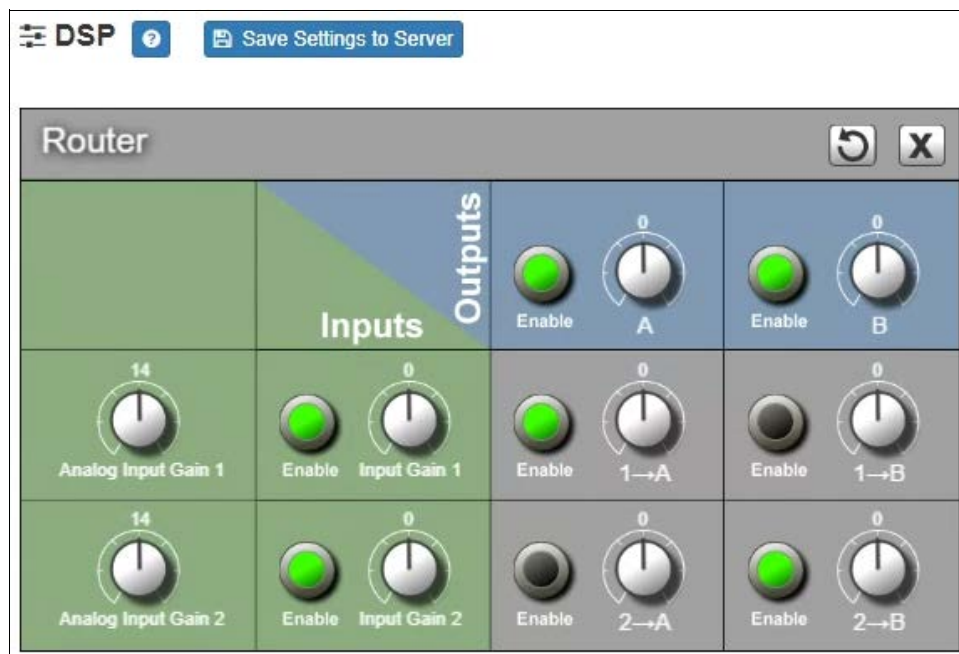 DSP ? Save Settings to Server
Router X
Outputs
Inputs
0
Enable A
0
Enable B
14
Analog Input Gain 1
0
Enable Input Gain 1
0
Enable 1→A
0
Enable 1→B
14
Analog Input Gain 2
0
Enable Input Gain 2
0
Enable 2→A
0
Enable 2→B